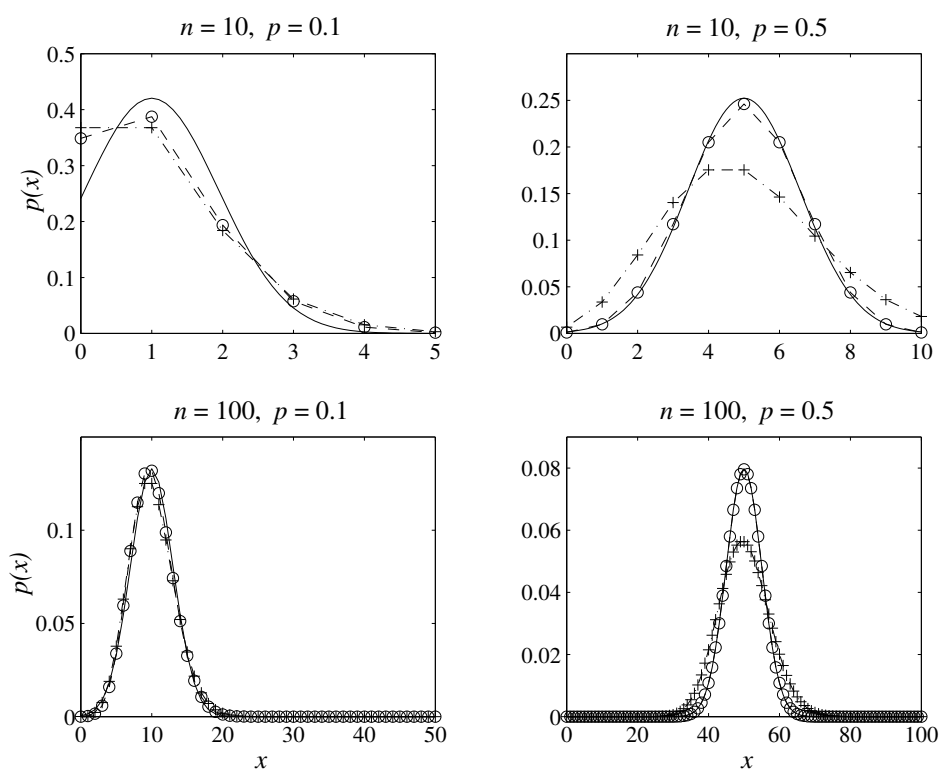 n = 10, p = 0.1
n = 10, p = 0.5
0.5
0.4
0.3
0.2
0.1
0
p(x)
0 1 2 3 4 5
0.25
0.2
0.15
0.1
0.05
0
p(x)
0 2 4 6 8 10
n = 100, p = 0.1
n = 100, p = 0.5
0.1
0.05
0
p(x)
0 10 20 30 40 50
x
0.08
0.06
0.04
0.02
0
0 20 40 60 80 100
x